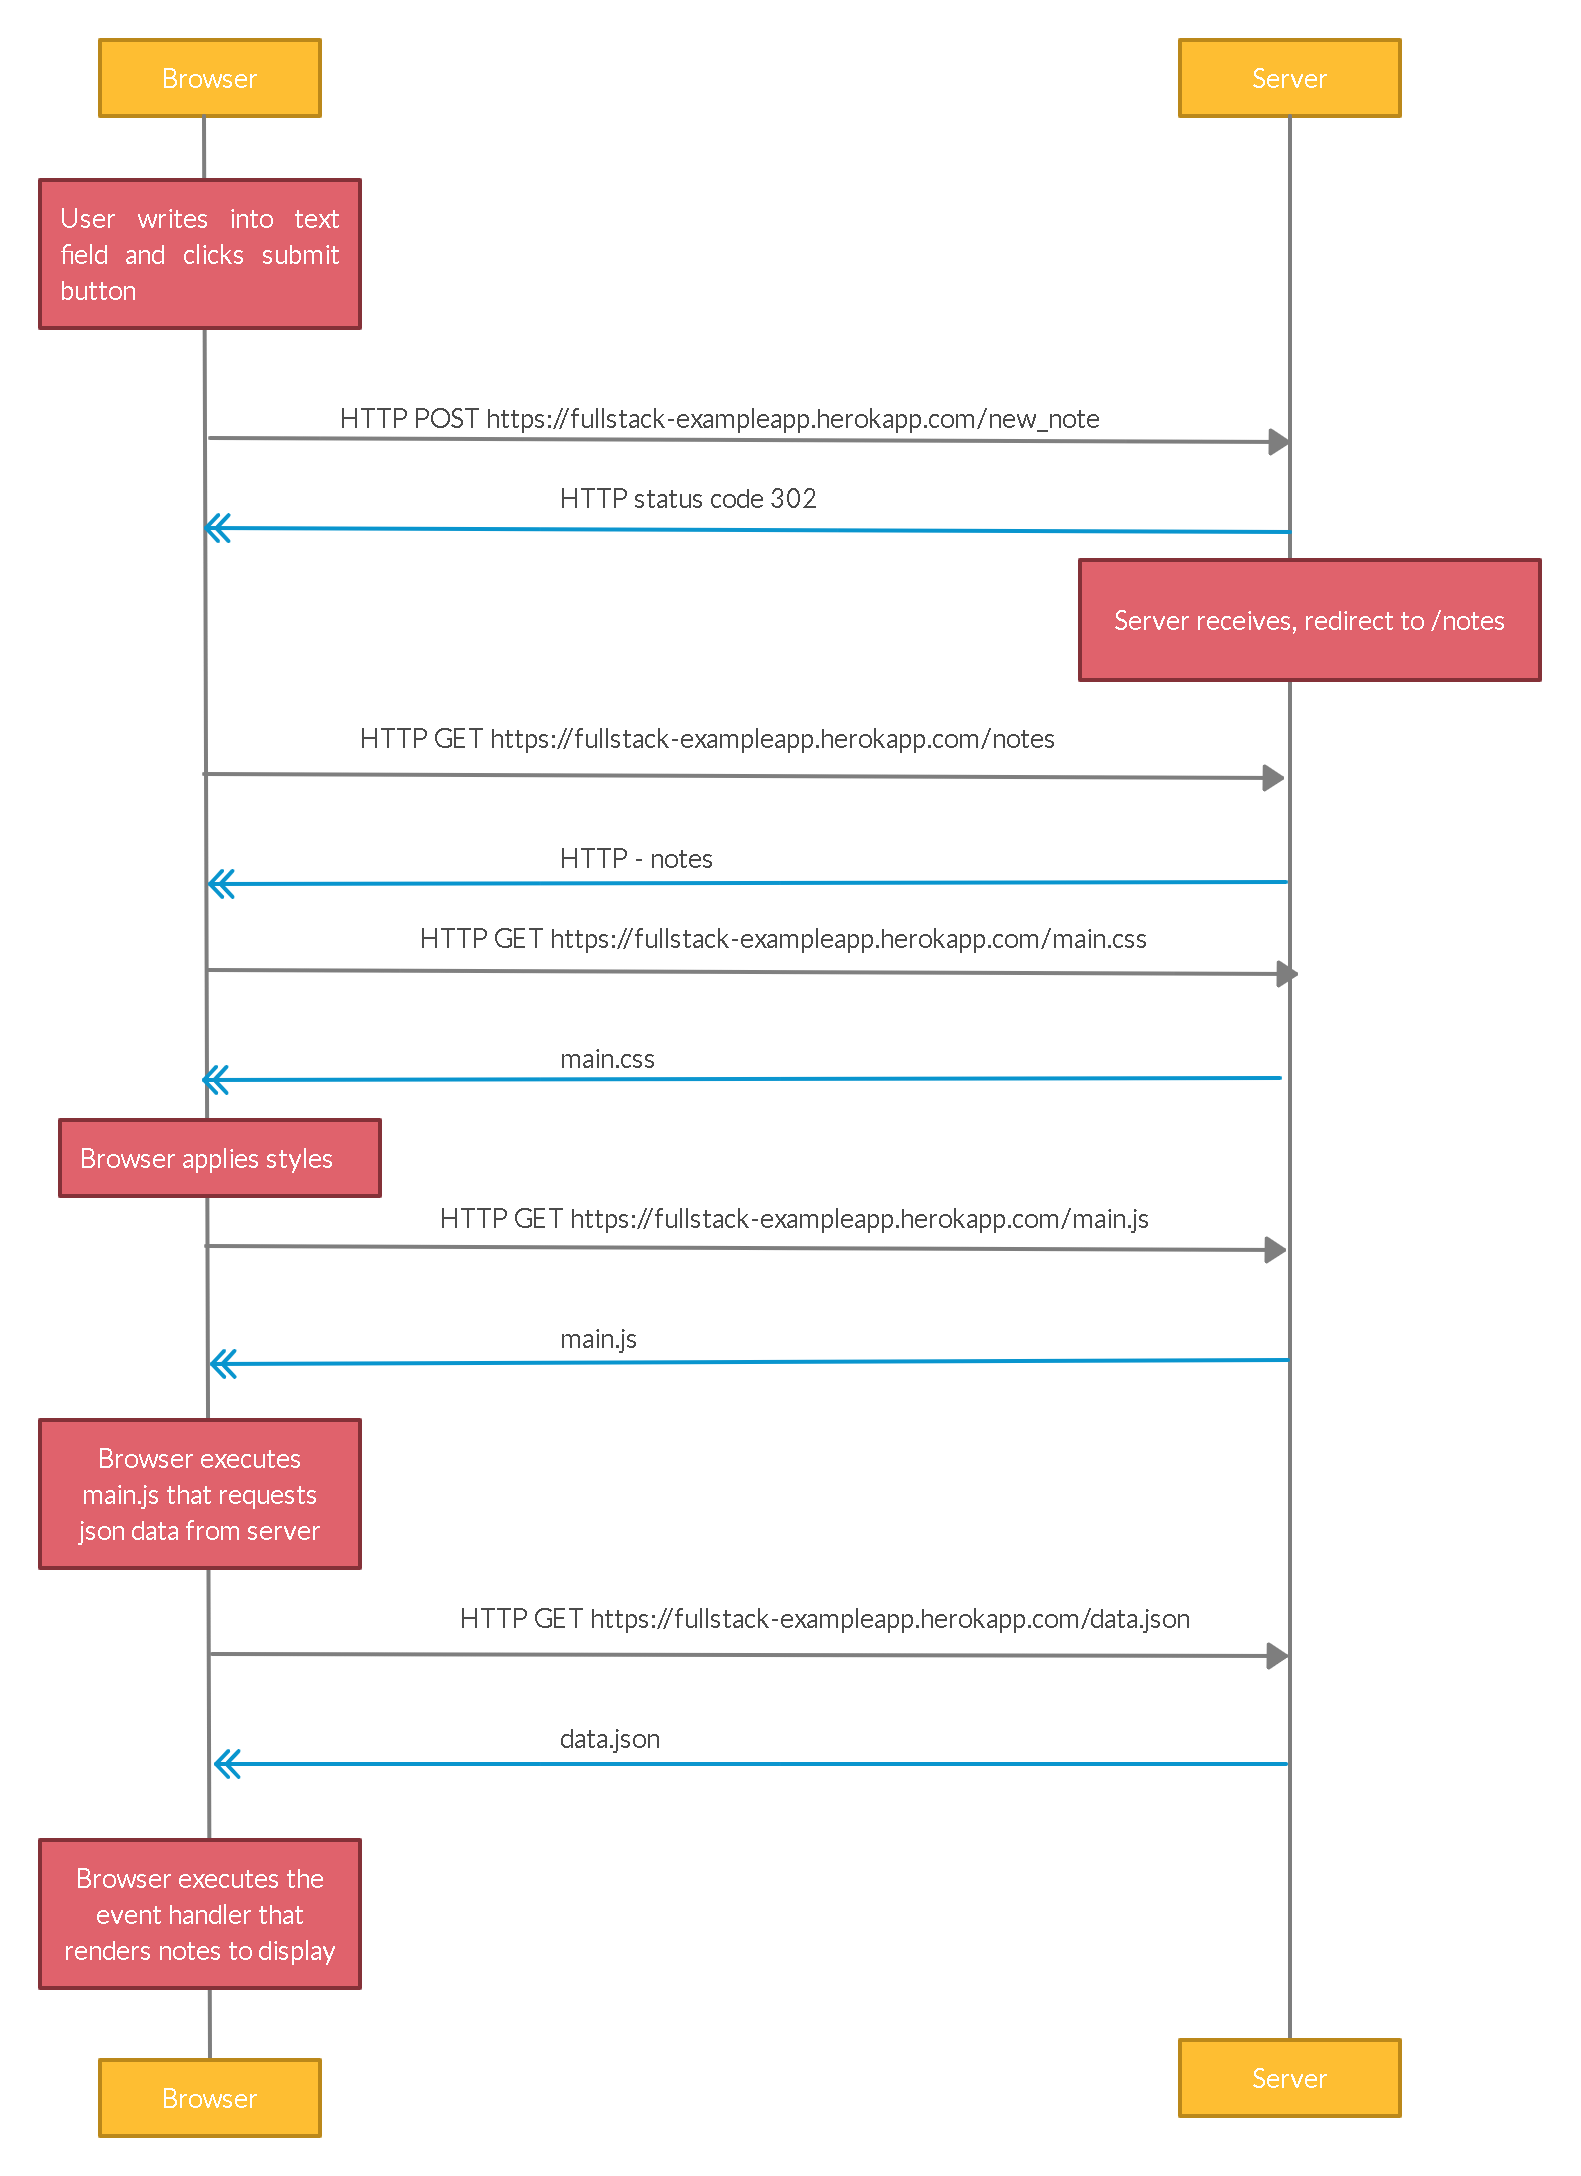 Browser
Server
User writes into text
field and clicks submit
button
HTTP POST https://fullstack-exampleapp.herokapp.com/new_note
HTTP status code 302
Server receives, redirect to /notes
HTTP GET https://fullstack-exampleapp.herokapp.com/notes
HTTP - notes
HTTP GET https://fullstack-exampleapp.herokapp.com/main.css
main.css
Browser applies styles
HTTP GET https://fullstack-exampleapp.herokapp.com/main.js
main.js
Browser executes
main.js that requests
json data from server
HTTP GET https://fullstack-exampleapp.herokapp.com/data.json
data.json
Browser executes the
event handler that
renders notes to display
Browser
Server